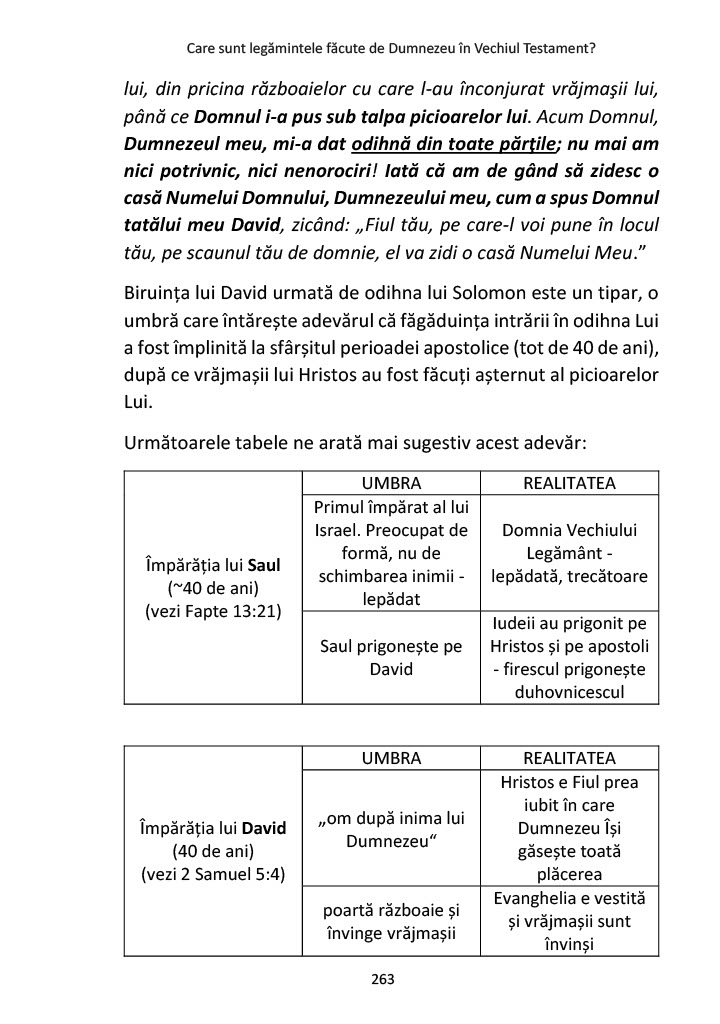 Care sunt legămintele făcute de Dumnezeu în Vechiul Testament?
lui, din pricina războaielor cu care l-au înconjurat vrăjmaşii lui,
până ce Domnul i-a pus sub talpa picioarelor lui. Acum Domnul,
Dumnezeul meu, mi-a dat odihnă din toate părţile; nu mai am
nici potrivnic, nici nenorociri! Iată că am de gând să zidesc o
casă Numelui Domnului, Dumnezeului meu, cum a spus Domnul
tatălui meu David, zicând: „Fiul tău, pe care-l voi pune în locul
tău, pe scaunul tău de domnie, el va zidi o casă Numelui Meu.”
Biruința lui David urmată de odihna lui Solomon este un tipar, o
umbră care întărește adevărul că făgăduința intrării în odihna Lui
a fost împlinită la sfârșitul perioadei apostolice (tot de 40 de ani),
după ce vrăjmașii lui Hristos au fost făcuți așternut al picioarelor
Lui.
Următoarele tabele ne arată mai sugestiv acest adevăr:
Împărăția lui Saul
(~40 de ani)
(vezi Fapte 13:21)
UMBRA
REALITATEA
Primul împărat al lui
Israel. Preocupat de
formă, nu de
schimbarea inimii -
lepădat
Domnia Vechiului
Legământ -
lepădată, trecătoare
Saul prigonește pe
David
Iudeii au prigonit pe
Hristos și pe apostoli
- firescul prigonește
duhovnicescul
Împărăția lui David
(40 de ani)
(vezi 2 Samuel 5:4)
UMBRA
REALITATEA
„om după inima lui
Dumnezeu“
Hristos e Fiul prea
iubit în care
Dumnezeu Își
găsește toată
plăcerea
poartă războaie și
învinge vrăjmașii
Evanghelia e vestită
și vrăjmașii sunt
învinși
263